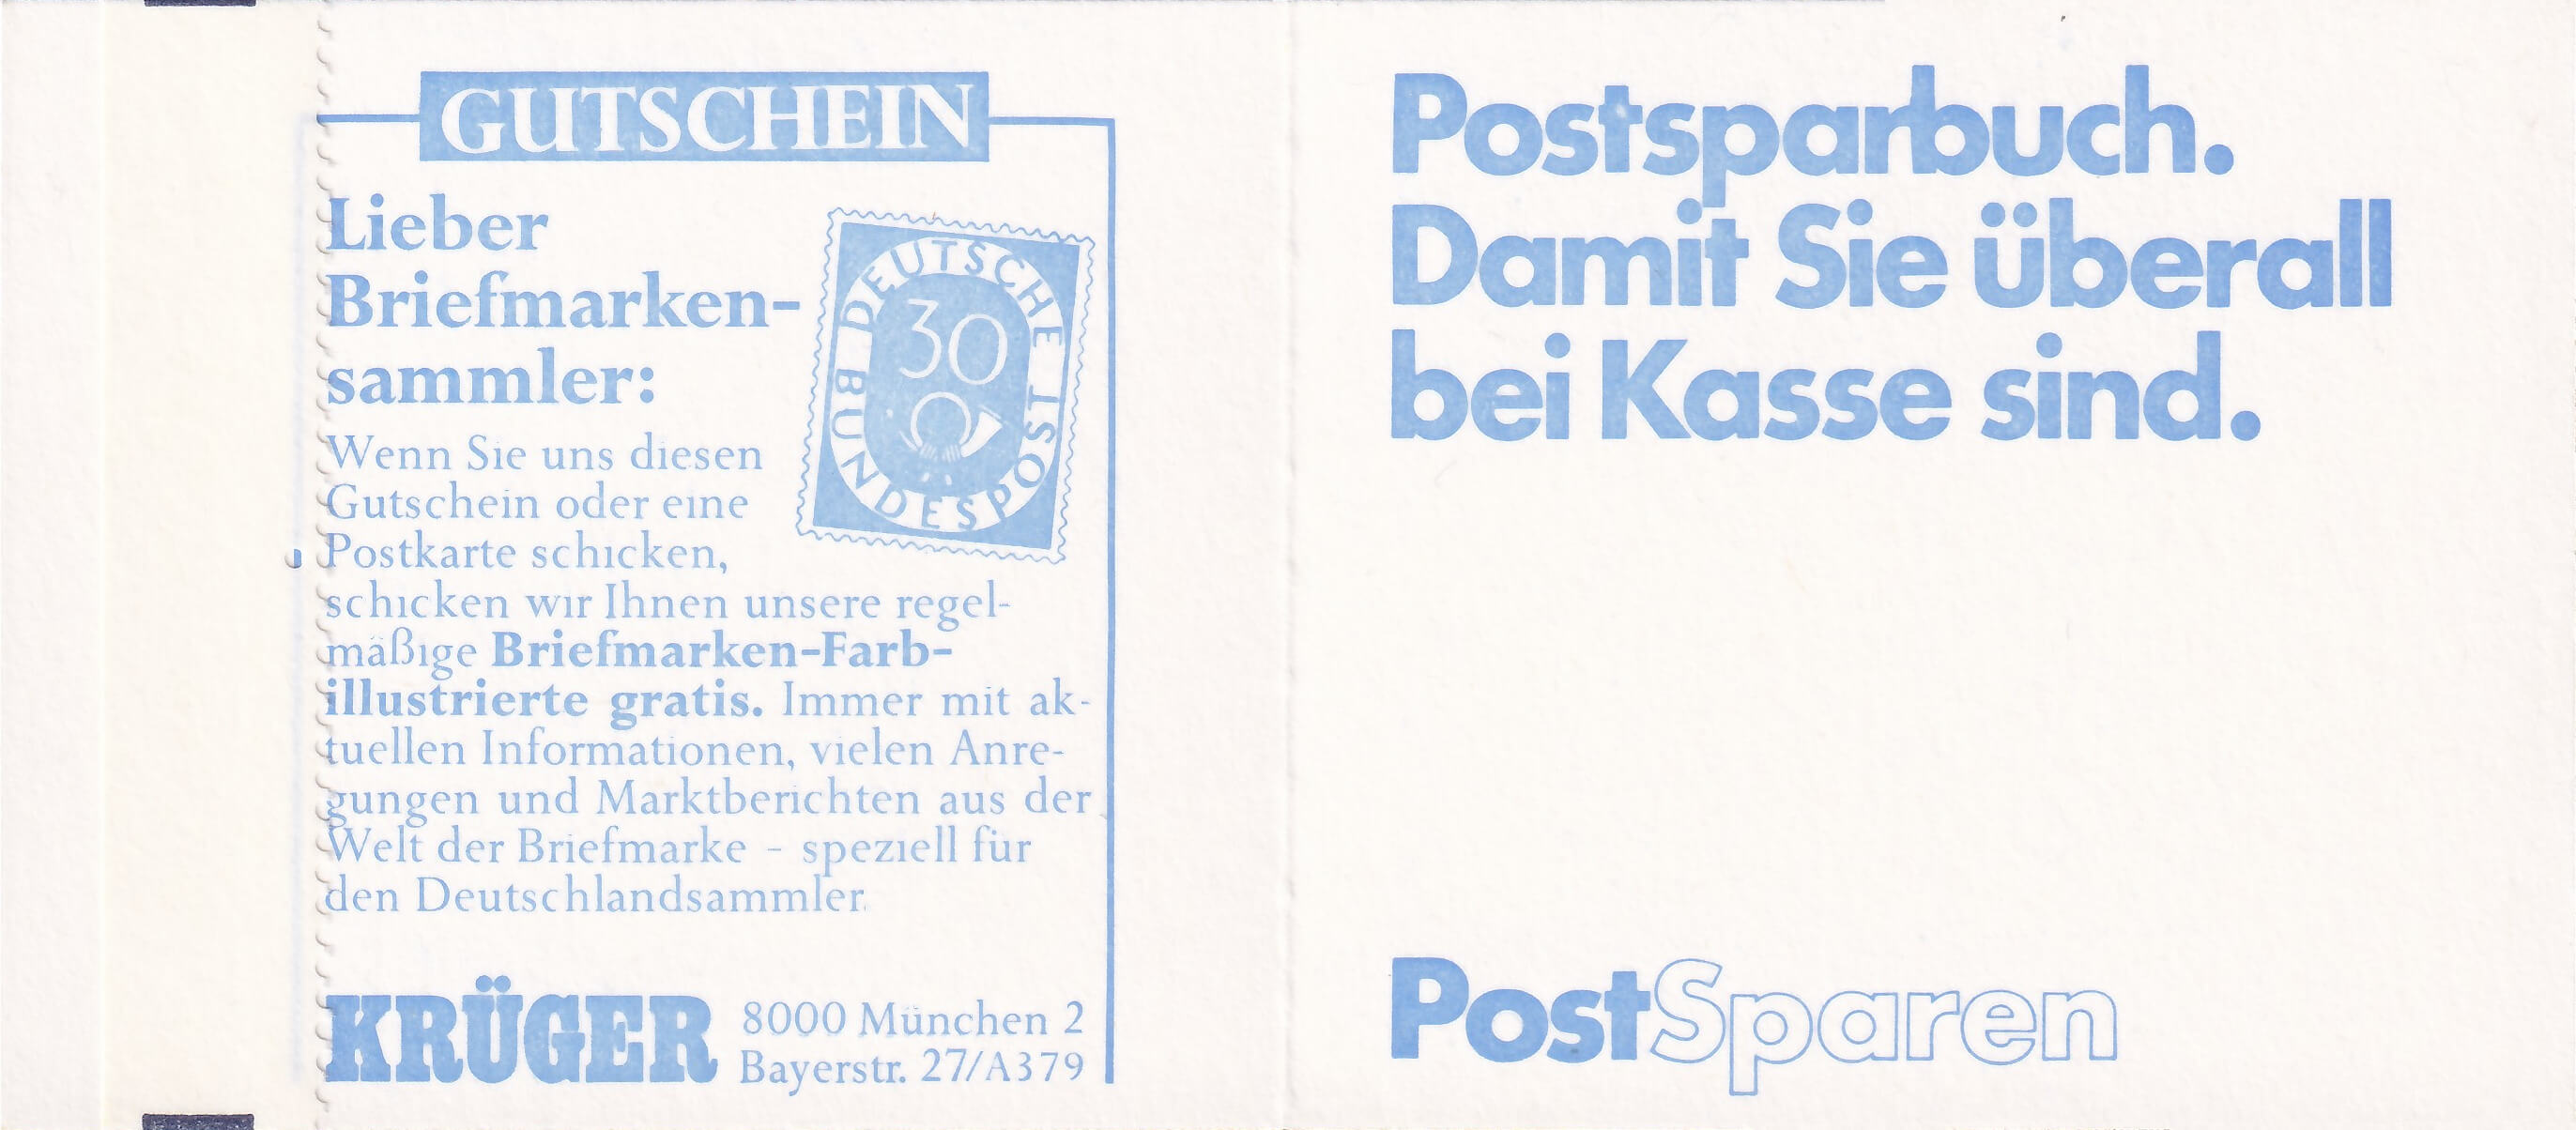 GUTSCHEIN
Lieber
Briefmarken-
sammler:
DEUTSCHE BUNDESPOST
30
Wenn Sie uns diesen
Gutschein oder eine
Postkarte schicken,
schicken wir Ihnen unsere regel-
mäßige Briefmarken-Farb-
illustrierte gratis. Immer mit ak-
tuellen Informationen, vielen Anre-
gungen und Marktberichten aus der
Welt der Briefmarke - speziell für
den Deutschlandsammler.
KRÜGER
8000 München 2
Bayerstr. 27/A379
Postsparbuch.
Damit Sie überall
bei Kasse sind.
PostSparen